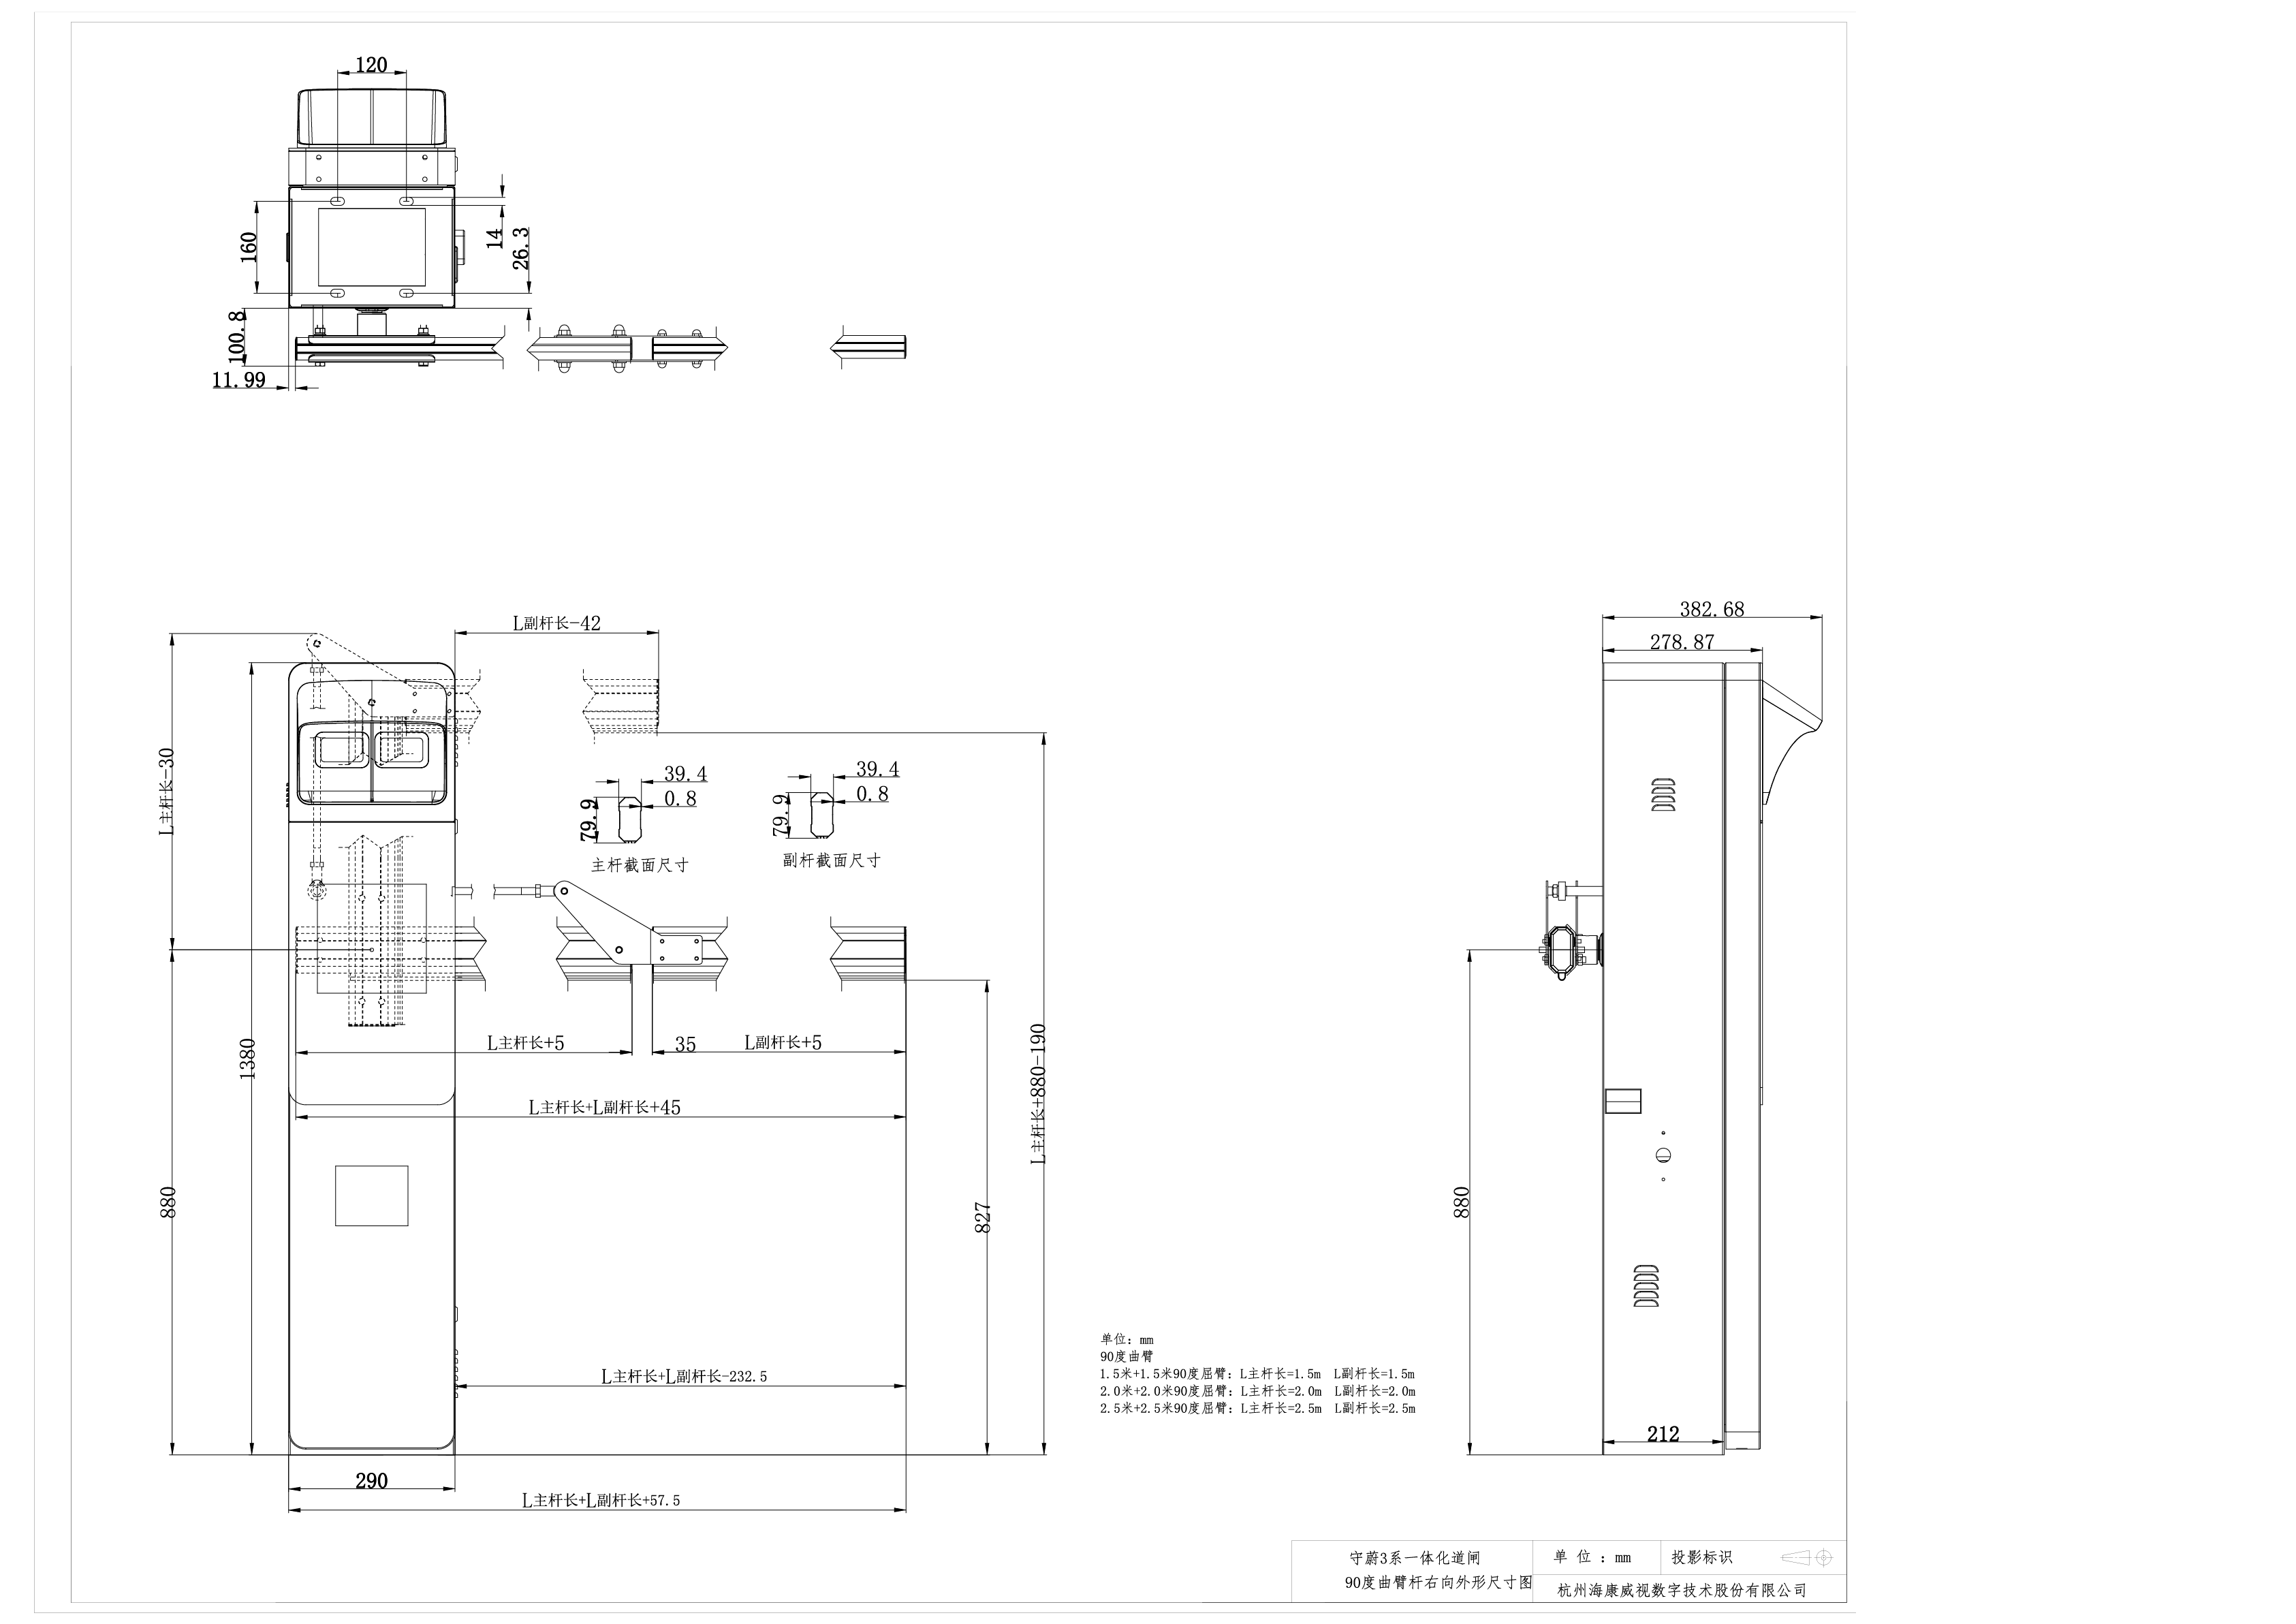 120
160
14
26.3
100.8
11.99
L副杆长-42
L主杆长-30
1380
39.4
0.8
79.9
主杆截面尺寸
39.4
0.8
79.9
副杆截面尺寸
L主杆长+5
35
L副杆长+5
L主杆长+L副杆长+45
L主杆长+880-190
880
827
L主杆长+L副杆长-232.5
290
L主杆长+L副杆长+57.5
382.68
278.87
880
212
单位: mm
90度曲臂
1.5米+1.5米90度屈臂: L主杆长=1.5m L副杆长=1.5m
2.0米+2.0米90度屈臂: L主杆长=2.0m L副杆长=2.0m
2.5米+2.5米90度屈臂: L主杆长=2.5m L副杆长=2.5m
守蔚3系一体化道闸
90度曲臂杆右向外形尺寸图
单 位 : mm
投影标识
杭州海康威视数字技术股份有限公司